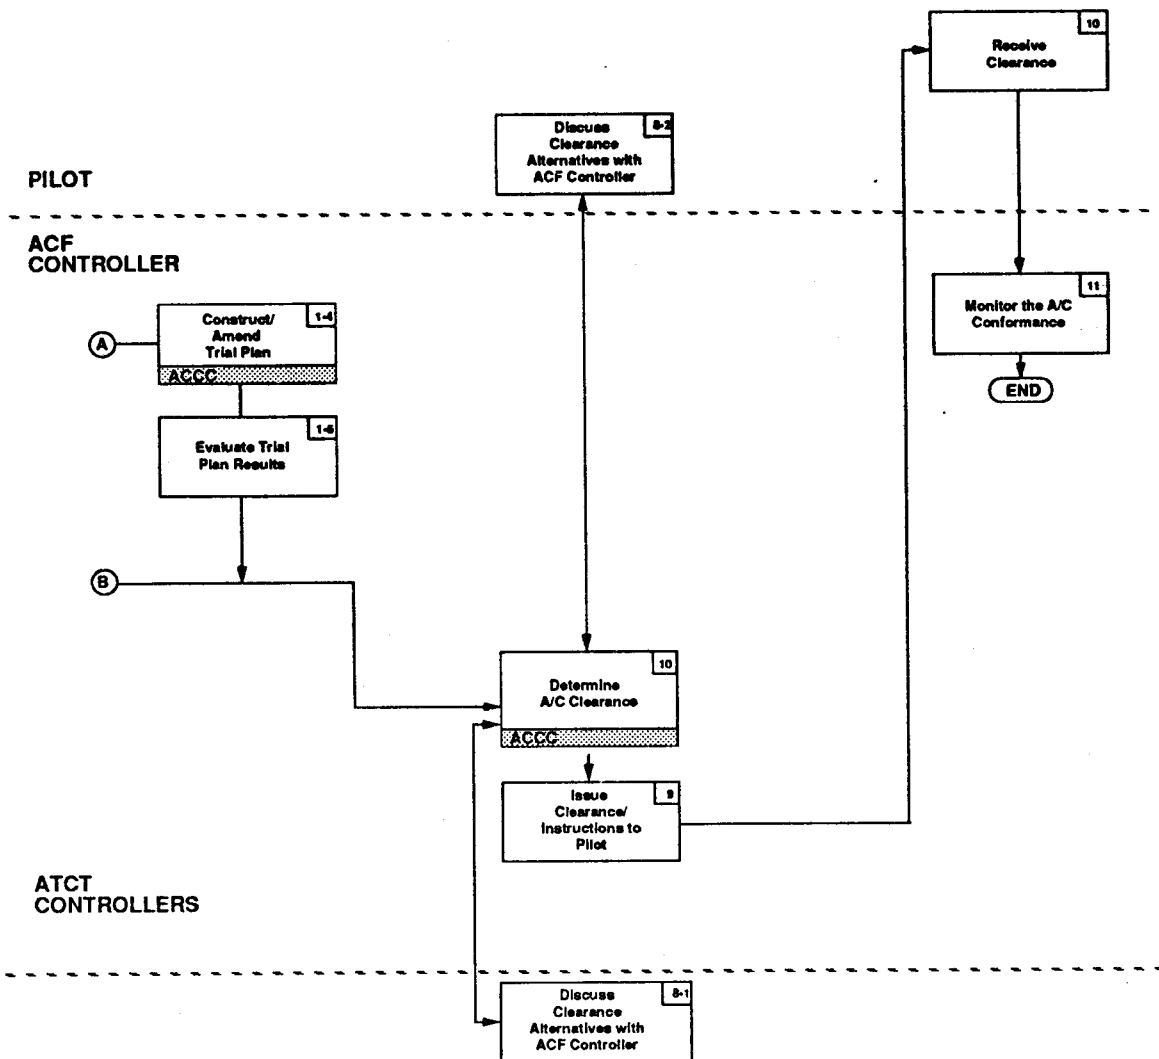 10
Receive
Clearance
8-2
Discuss
Clearance
Alternatives with
ACF Controller
PILOT
ACF
CONTROLLER
1-4
Construct/
Amend
Trial Plan
ACCC
A
11
Monitor the A/C
Conformance
END
1-5
Evaluate Trial
Plan Results
B
10
Determine
A/C Clearance
ACCC
9
Issue
Clearance/
Instructions to
Pilot
ATCT
CONTROLLERS
8-1
Discuss
Clearance
Alternatives with
ACF Controller